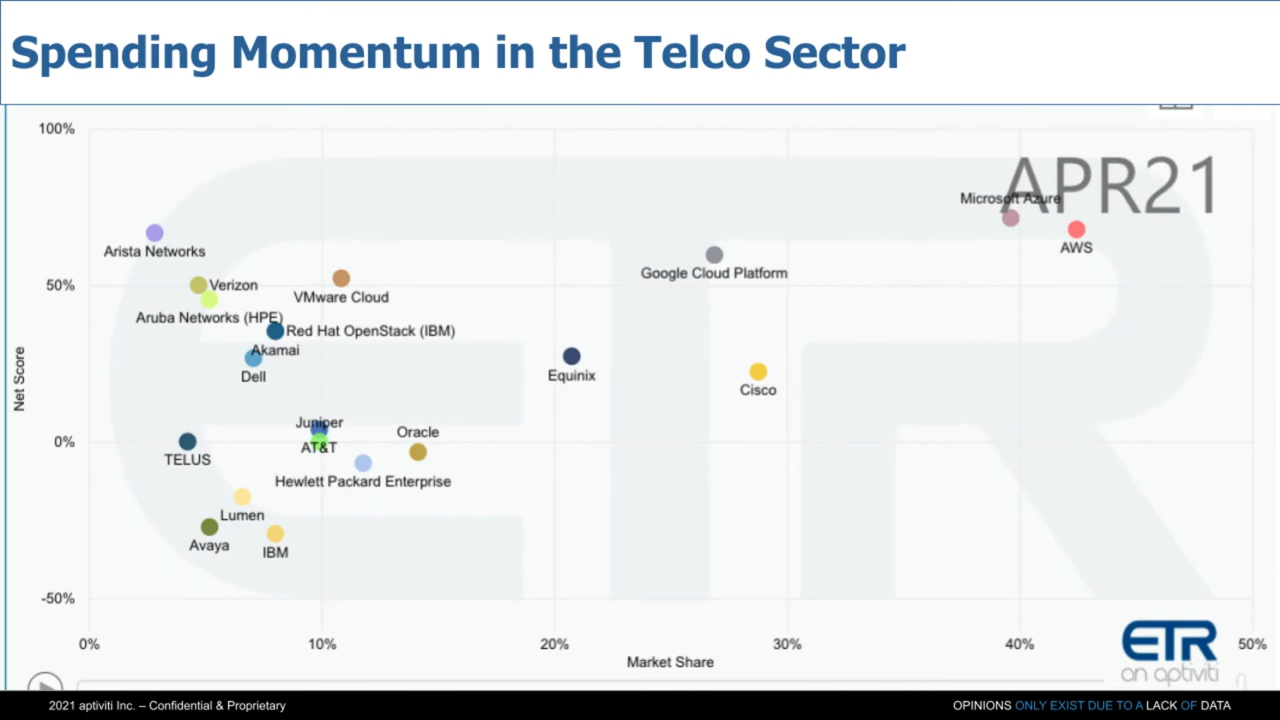 Spending Momentum in the Telco Sector
APR21
100%
50%
0%
-50%
Net Score
Microsoft Azure
AWS
Arista Networks
Google Cloud Platform
Verizon
VMware Cloud
Aruba Networks (HPE)
Red Hat OpenStack (IBM)
Akamai
Dell
Equinix
Cisco
Juniper
AT&T
Oracle
TELUS
Hewlett Packard Enterprise
Lumen
Avaya
IBM
0%
10%
20%
30%
40%
50%
Market Share
ETR
an aptiviti
2021 aptiviti Inc. – Confidential & Proprietary
OPINIONS ONLY EXIST DUE TO A LACK OF DATA